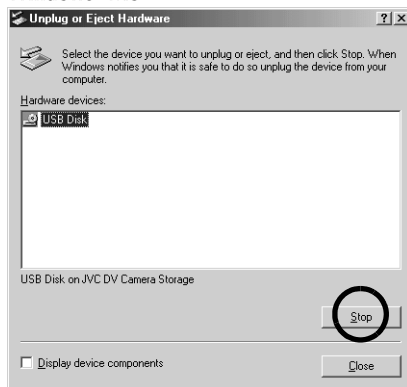 Unplug or Eject Hardware
Select the device you want to unplug or eject, and then click Stop. When
Windows notifies you that it is safe to do so unplug the device from your
computer.
Hardware devices:
USB Disk
USB Disk on JVC DV Camera Storage
Stop
Display device components
Close